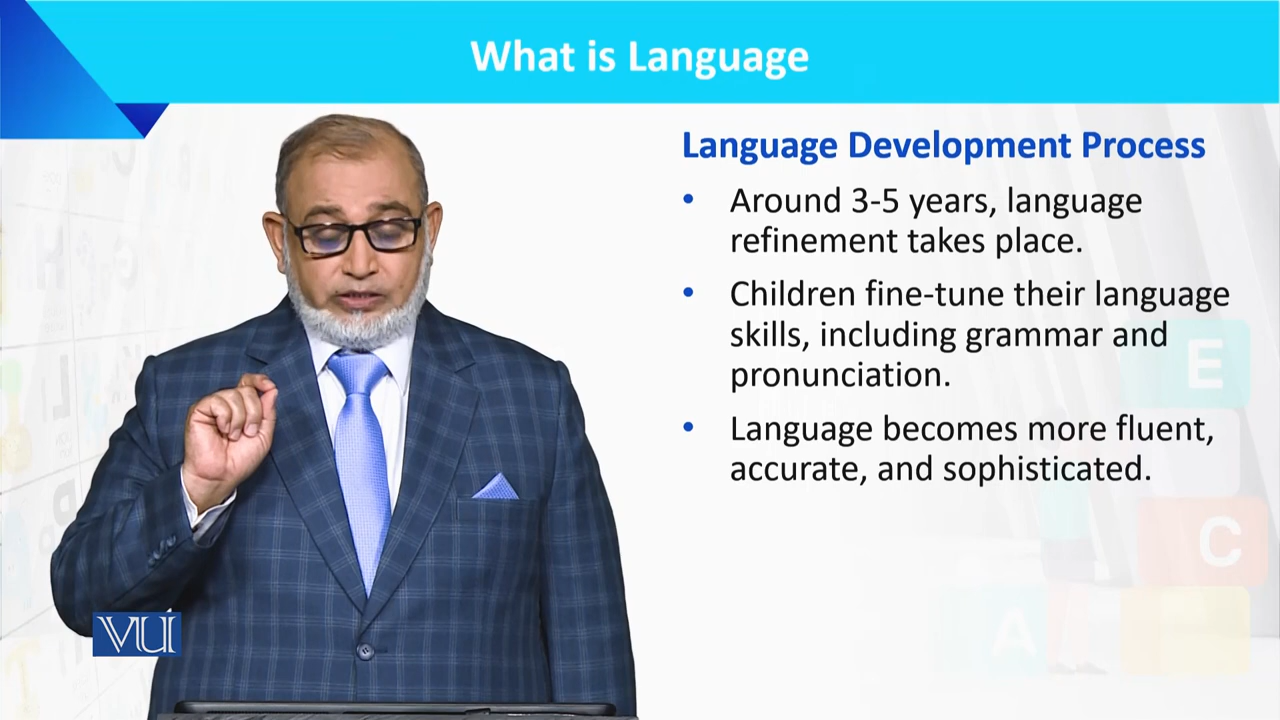 What is Language
Language Development Process
• Around 3-5 years, language
refinement takes place.
• Children fine-tune their language
skills, including grammar and
pronunciation.
• Language becomes more fluent,
accurate, and sophisticated.
E
C
A
VU